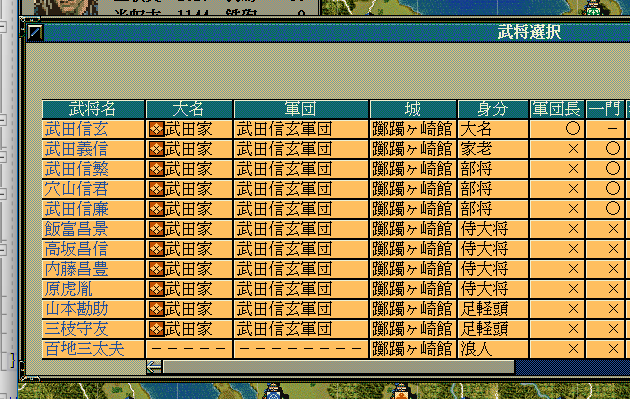 武将選択
武将名 大名 軍団 城 身分 軍団長 一門
武田信玄 武田家 武田信玄軍団 躑躅ヶ崎館 大名 ○ －
武田義信 武田家 武田信玄軍団 躑躅ヶ崎館 家老 × ○
武田信繁 武田家 武田信玄軍団 躑躅ヶ崎館 部将 × ○
穴山信君 武田家 武田信玄軍団 躑躅ヶ崎館 部将 × ○
武田信廉 武田家 武田信玄軍団 躑躅ヶ崎館 部将 × ○
飯富昌景 武田家 武田信玄軍団 躑躅ヶ崎館 侍大将 × ×
高坂昌信 武田家 武田信玄軍団 躑躅ヶ崎館 侍大将 × ×
内藤昌豊 武田家 武田信玄軍団 躑躅ヶ崎館 侍大将 × ×
原虎胤 武田家 武田信玄軍団 躑躅ヶ崎館 侍大将 × ×
山本勘助 武田家 武田信玄軍団 躑躅ヶ崎館 足軽頭 × ×
三枝守友 武田家 武田信玄軍団 躑躅ヶ崎館 足軽頭 × ×
百地三太夫 ----- -------- 躑躅ヶ崎館 浪人 × ×